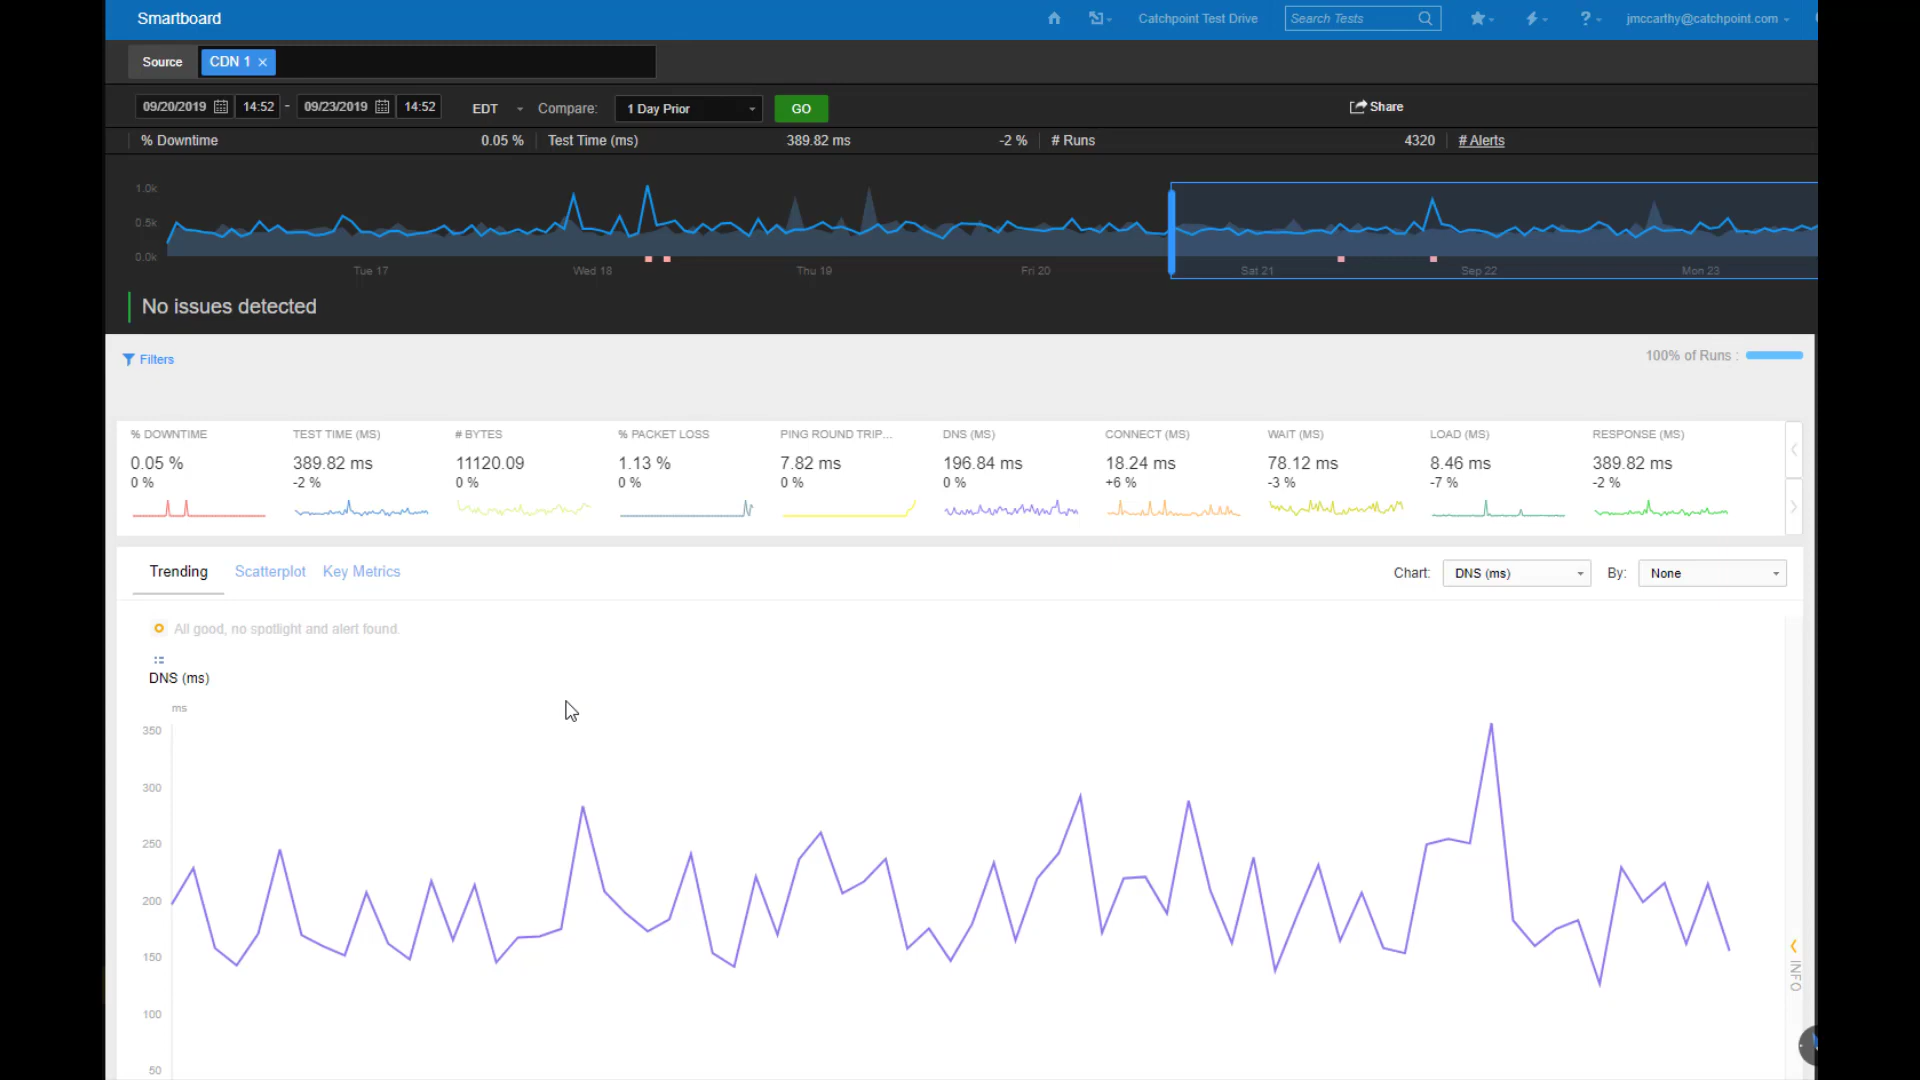 Smartboard
Catchpoint Test Drive
Search Tests
?
jmccarthy@catchpoint.com
Source
CDN 1 ×
09/20/2019 14:52 - 09/23/2019 14:52 EDT Compare: 1 Day Prior GO
Share
% Downtime 0.05 % Test Time (ms) 389.82 ms -2 % # Runs 4320 # Alerts
1.0k
0.5k
0.0k
Tue 17 Wed 18 Thu 19 Fri 20 Sat 21 Sep 22 Mon 23
No issues detected
Filters
100% of Runs :
% DOWNTIME TEST TIME (MS) # BYTES % PACKET LOSS PING ROUND TRIP... DNS (MS) CONNECT (MS) WAIT (MS) LOAD (MS) RESPONSE (MS)
0.05 % 389.82 ms 11120.09 1.13 % 7.82 ms 196.84 ms 18.24 ms 78.12 ms 8.46 ms 389.82 ms
0 % -2 % 0 % 0 % 0 % 0 % +6 % -3 % -7 % -2 %
Trending Scatterplot Key Metrics
Chart: DNS (ms) By: None
All good, no spotlight and alert found.
DNS (ms)
ms
350
300
250
200
150
100
50
INFO